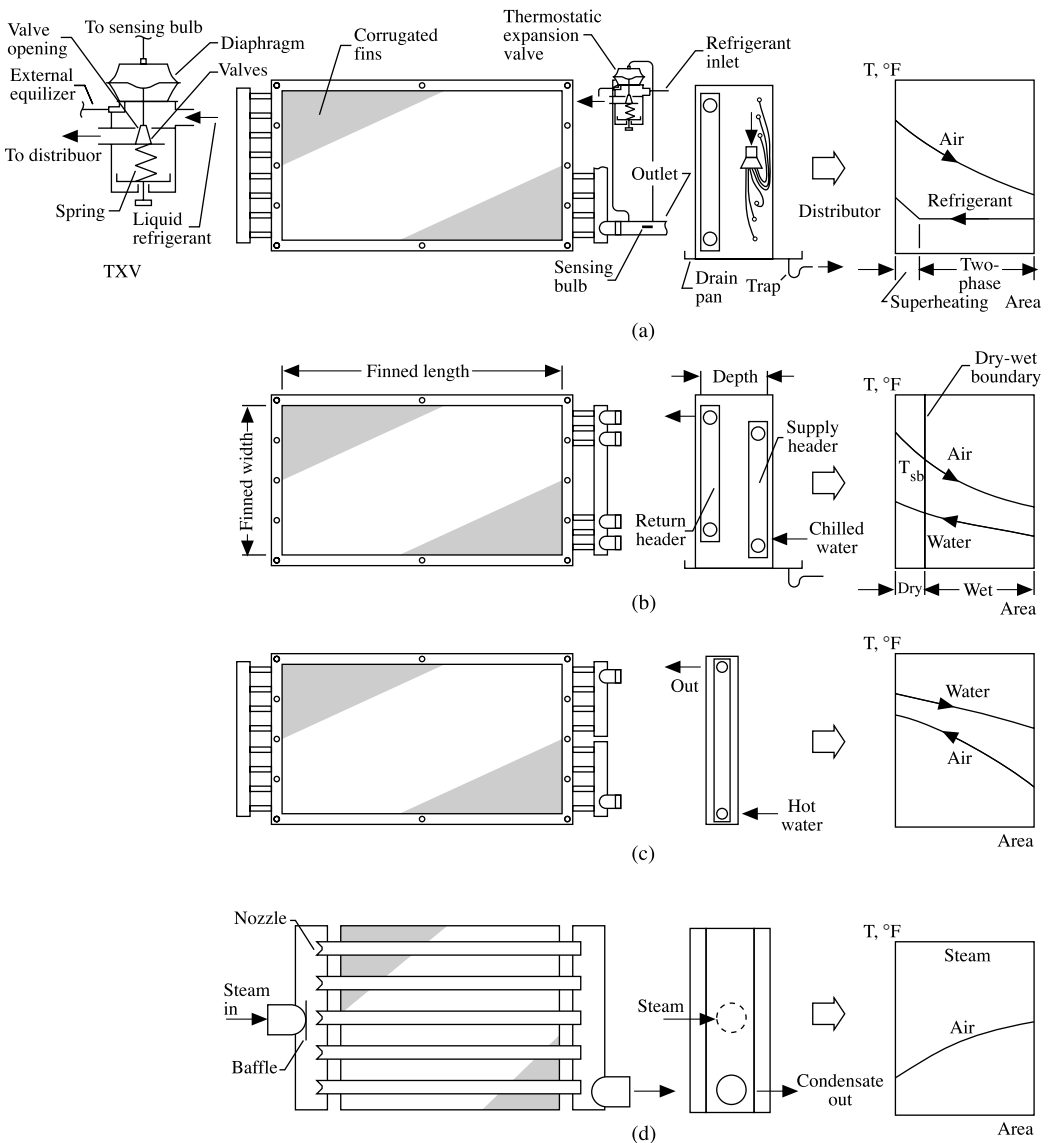 To sensing bulb
Valve
opening
Diaphragm
External
equilizer
Valves
To distribuor
Spring
Liquid
refrigerant
TXV
Corrugated
fins
Thermostatic
expansion
valve
Refrigerant
inlet
Outlet
Sensing
bulb
Drain
pan
Trap
Distributor
T, °F
Air
Refrigerant
Two-
phase
Superheating
Area
(a)
Finned length
Finned width
Depth
Supply
header
Return
header
Chilled
water
T, °F
Dry-wet
boundary
Air
Tsb
Water
Dry
Wet
Area
(b)
Out
Hot
water
T, °F
Water
Air
Area
(c)
Nozzle
Steam
in
Baffle
Steam
Condensate
out
T, °F
Steam
Air
Area
(d)